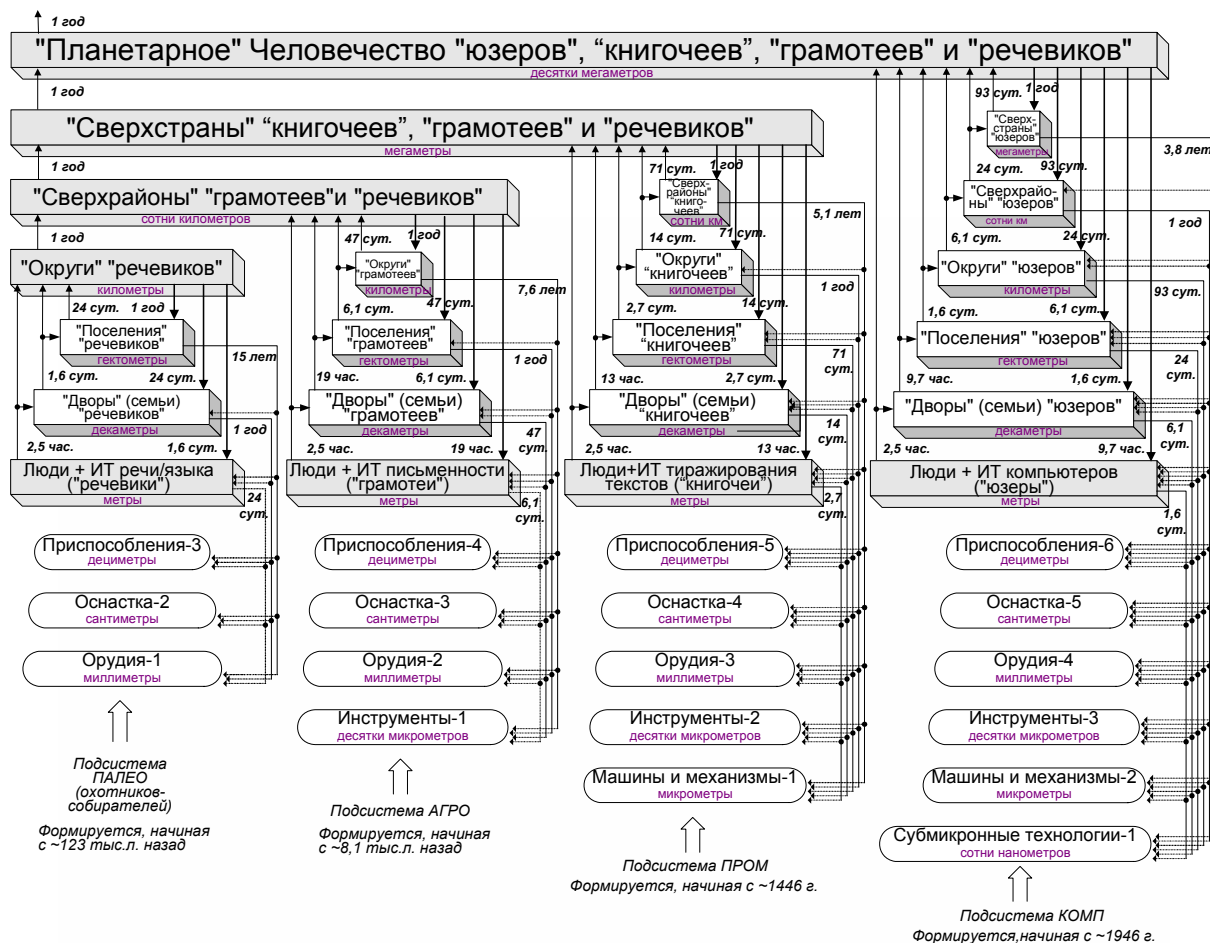 1 год
"Планетарное" Человечество "юзеров", “книгочеев”, "грамотеев" и "речевиков"
десятки мегаметров
1 год
"Сверхстраны" “книгочеев”, "грамотеев" и "речевиков"
мегаметры
1 год
"Сверхрайоны" "грамотеев"и речевиков"
сотни километров
1 год
"Округи" "речевиков"
километры
24 сут.
1 год
"Поселения"
"речевиков"
гектометры
15 лет
1,6 сут.
24 сут.
"Дворы" (семьи)
"речевиков"
декаметры
1 год
2,5 час.
1,6 сут.
Люди + ИТ речи/языка
("речевики")
метры
24
сут.
Приспособления-3
дециметры
Оснастка-2
сантиметры
Орудия-1
миллиметры
Подсистема
ПАЛЕО
(охотников-
собирателей)
Формируется, начиная
с ~123 тыс.л. назад
47 сут.
1 год
"Округи"
"грамотеев"
километры
7,6 лет
6,1 сут.
47 сут.
"Поселения"
"грамотеев"
гектометры
1 год
19 час.
6,1 сут.
"Дворы" (семьи)
"грамотеев"
декаметры
47
сут.
2,5 час.
19 час.
Люди + ИТ письменности
("грамотеи")
метры
6,1
сут.
Приспособления-4
дециметры
Оснастка-3
сантиметры
Орудия-2
миллиметры
Инструменты-1
десятки микрометров
Подсистема АГРО
Формируется, начиная
с ~8,1 тыс.л. назад
71 сут.
1 год
"Сверх-
районы"
"книго-
чеев"
сотни км
5,1 лет
14 сут.
71 сут.
"Округи"
“книгочеев”
километры
1 год
2,7 сут.
14 сут.
"Поселения"
“книгочеев”
гектометры
71
сут.
13 час.
2,7 сут.
"Дворы" (семьи)
“книгочеев”
декаметры
14
сут.
2,5 час.
13 час.
Люди+ИТ тиражирования
текстов (“книгочеи”)
метры
2,7
сут.
Приспособления-5
дециметры
Оснастка-4
сантиметры
Орудия-3
миллиметры
Инструменты-2
десятки микрометров
Машины и механизмы-1
микрометры
Подсистема ПРОМ
Формируется, начиная с ~1446 г.
93 сут.
1 год
"Сверх-
страны"
"юзеров"
мегаметры
3,8 лет
24 сут.
93 сут.
"Сверхрайо-
ны" "юзеров"
сотни км
1 год
6,1 сут.
24 сут.
"Округи" "юзеров"
километры
93 сут.
1,6 сут.
6,1 сут.
"Поселения" "юзеров"
гектометры
24
сут.
9,7 час.
1,6 сут.
"Дворы" (семьи) "юзеров"
декаметры
6,1
сут.
2,5 час.
9,7 час.
Люди + ИТ компьютеров
("юзеры")
метры
1,6
сут.
Приспособления-6
дециметры
Оснастка-5
сантиметры
Орудия-4
миллиметры
Инструменты-3
десятки микрометров
Машины и механизмы-2
микрометры
Субмикронные технологии-1
сотни нанометров
Подсистема КОМП
Формируется,начиная с ~1946 г.